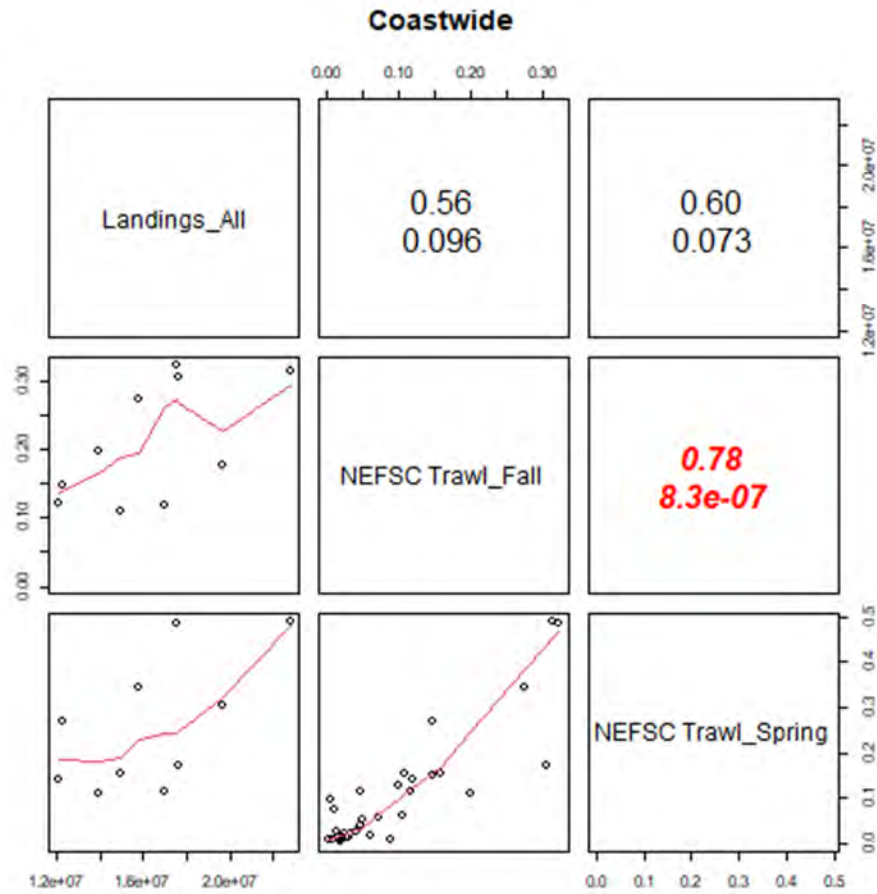 Coastwide
0.00 0.10 0.20 0.30
Landings_All
0.56
0.096
0.60
0.073
1.2e+07 1.6e+07 2.0e+07
0.00 0.10 0.20 0.30
NEFSC Trawl_Fall
0.78
8.3e-07
NEFSC Trawl_Spring
0.0 0.1 0.2 0.3 0.4 0.5
1.2e+07 1.6e+07 2.0e+07
0.0 0.1 0.2 0.3 0.4 0.5